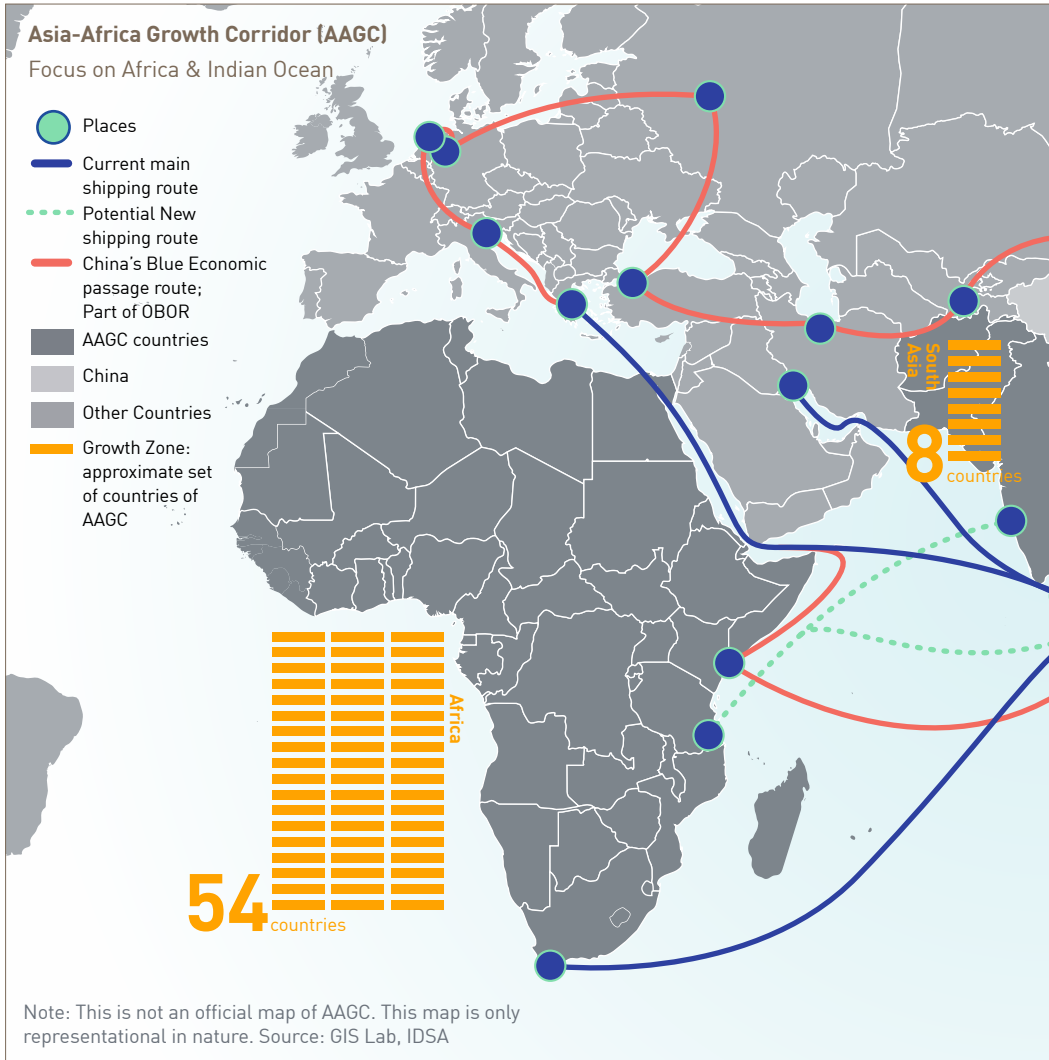 Asia-Africa Growth Corridor (AAGC)
Focus on Africa & Indian Ocean
Places
Current main
shipping route
Potential New
shipping route
China's Blue Economic
passage route;
Part of OBOR
AAGC countries
China
Other Countries
Growth Zone:
approximate set
of countries of
AAGC
South
Asia
8
countries
Africa
54
countries
Note: This is not an official map of AAGC. This map is only
representational in nature. Source: GIS Lab, IDSA